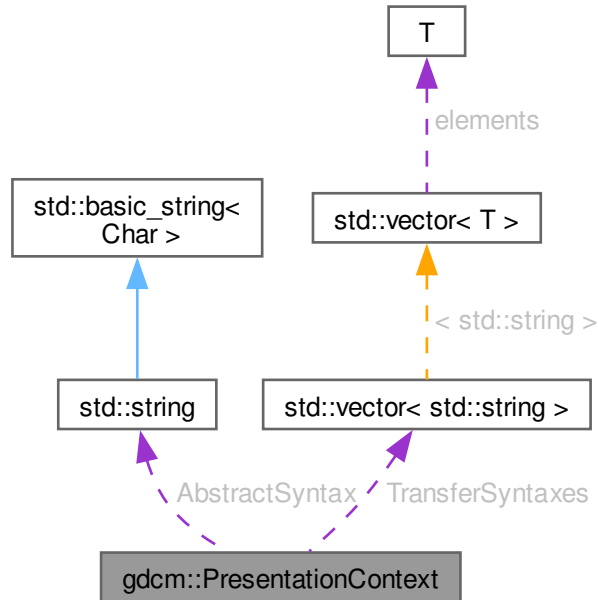 T
elements
std::basic_string<
Char >
std::vector< T >
< std::string >
std::string
std::vector< std::string >
AbstractSyntax
TransferSyntaxes
gdcm::PresentationContext